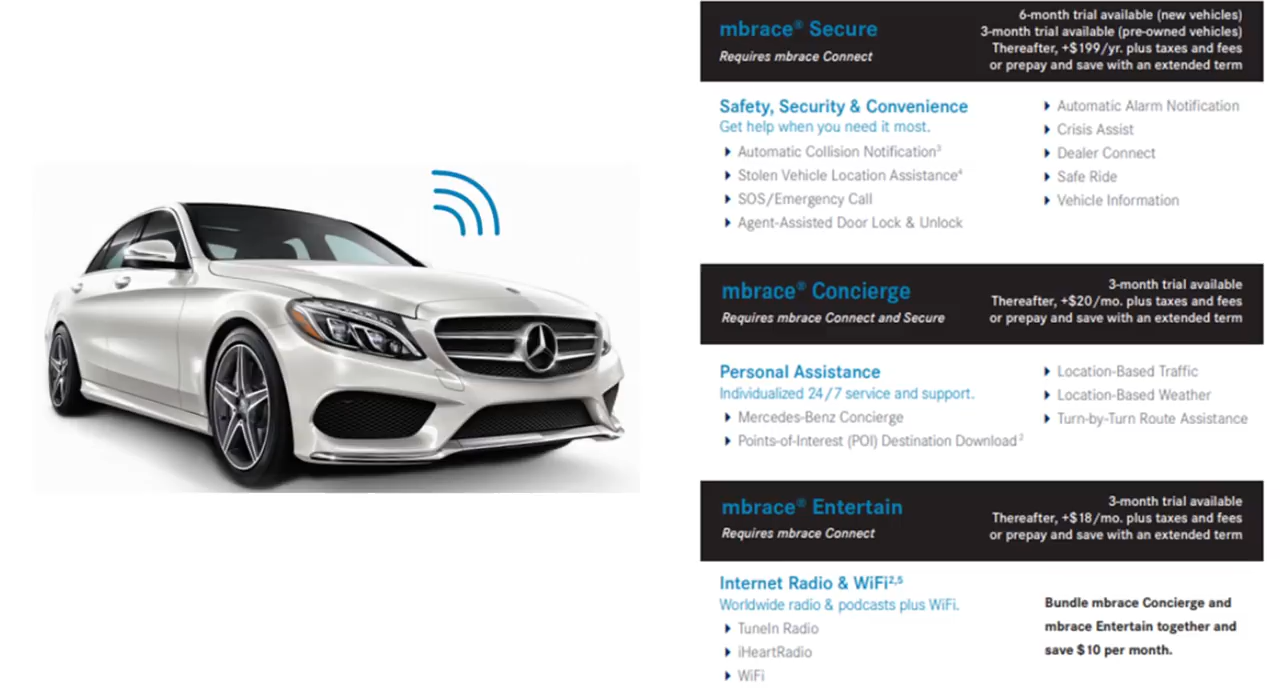 mbrace® Secure
Requires mbrace Connect
6-month trial available (new vehicles)
3-month trial available (pre-owned vehicles)
Thereafter, +$199/yr. plus taxes and fees
or prepay and save with an extended term
Safety, Security & Convenience
Get help when you need it most.
Automatic Collision Notification³
Stolen Vehicle Location Assistance⁴
SOS/Emergency Call
Agent-Assisted Door Lock & Unlock
Automatic Alarm Notification
Crisis Assist
Dealer Connect
Safe Ride
Vehicle Information
mbrace® Concierge
Requires mbrace Connect and Secure
3-month trial available
Thereafter, +$20/mo. plus taxes and fees
or prepay and save with an extended term
Personal Assistance
Individualized 24/7 service and support.
Mercedes-Benz Concierge
Points-of-Interest (POI) Destination Download²
Location-Based Traffic
Location-Based Weather
Turn-by-Turn Route Assistance
mbrace® Entertain
Requires mbrace Connect
3-month trial available
Thereafter, +$18/mo. plus taxes and fees
or prepay and save with an extended term
Internet Radio & WiFi²,⁵
Worldwide radio & podcasts plus WiFi.
TuneIn Radio
iHeartRadio
WiFi
Bundle mbrace Concierge and
mbrace Entertain together and
save $10 per month.